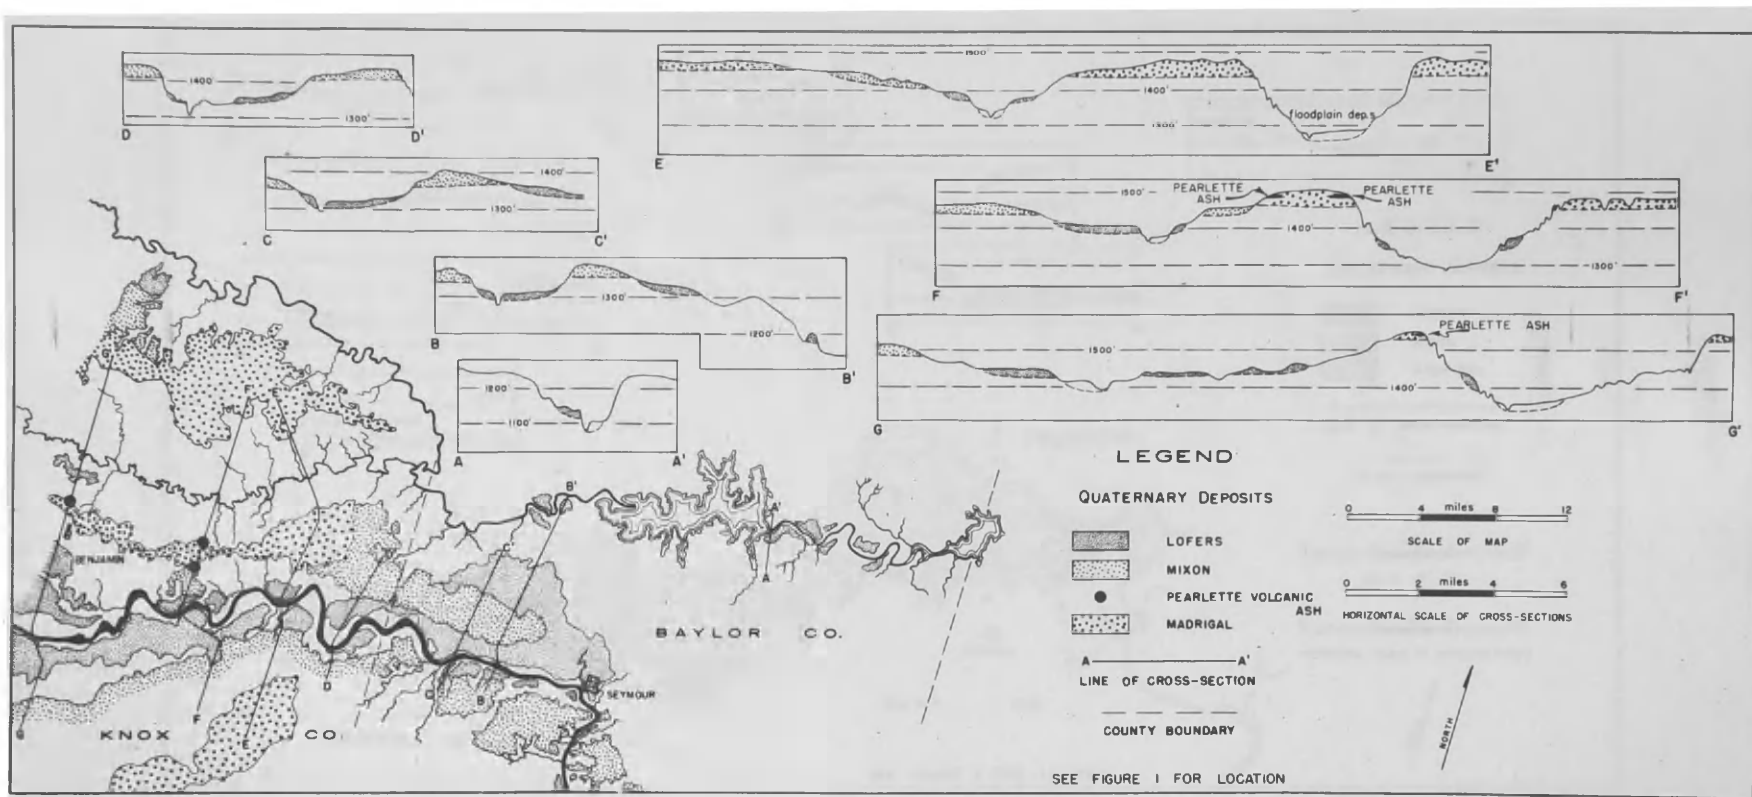 1400'
1300'
D D'
1400'
1300'
C C'
1300'
1200'
B
B'
1200'
1100'
A A'
1500'
1400'
1300'
floodplain deps
E E'
1500'
PEARLETTE
ASH
PEARLETTE
ASH
1400'
1300'
F F'
PEARLETTE ASH
1500'
1400'
G G'
G'
F'
E'
BENJAMIN
B'
A'
A
D
C
B
G
F
E
SEYMOUR
KNOX CO.
BAYLOR CO.
LEGEND
QUATERNARY DEPOSITS
LOFERS
MIXON
PEARLETTE VOLCANIC
ASH
MADRIGAL
A A'
LINE OF CROSS-SECTION
COUNTY BOUNDARY
SEE FIGURE 1 FOR LOCATION
0 4 miles 8 12
SCALE OF MAP
0 2 miles 4 6
HORIZONTAL SCALE OF CROSS-SECTIONS
NORTH